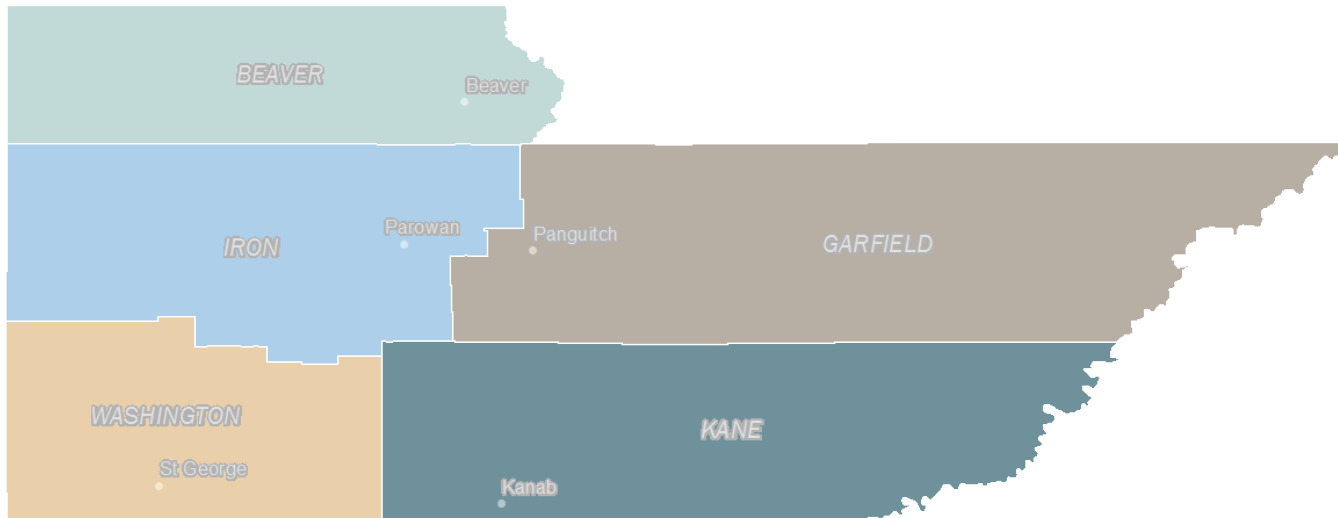 BEAVER
Beaver
Parowan
Panguitch
IRON
GARFIELD
WASHINGTON
KANE
St George
Kanab